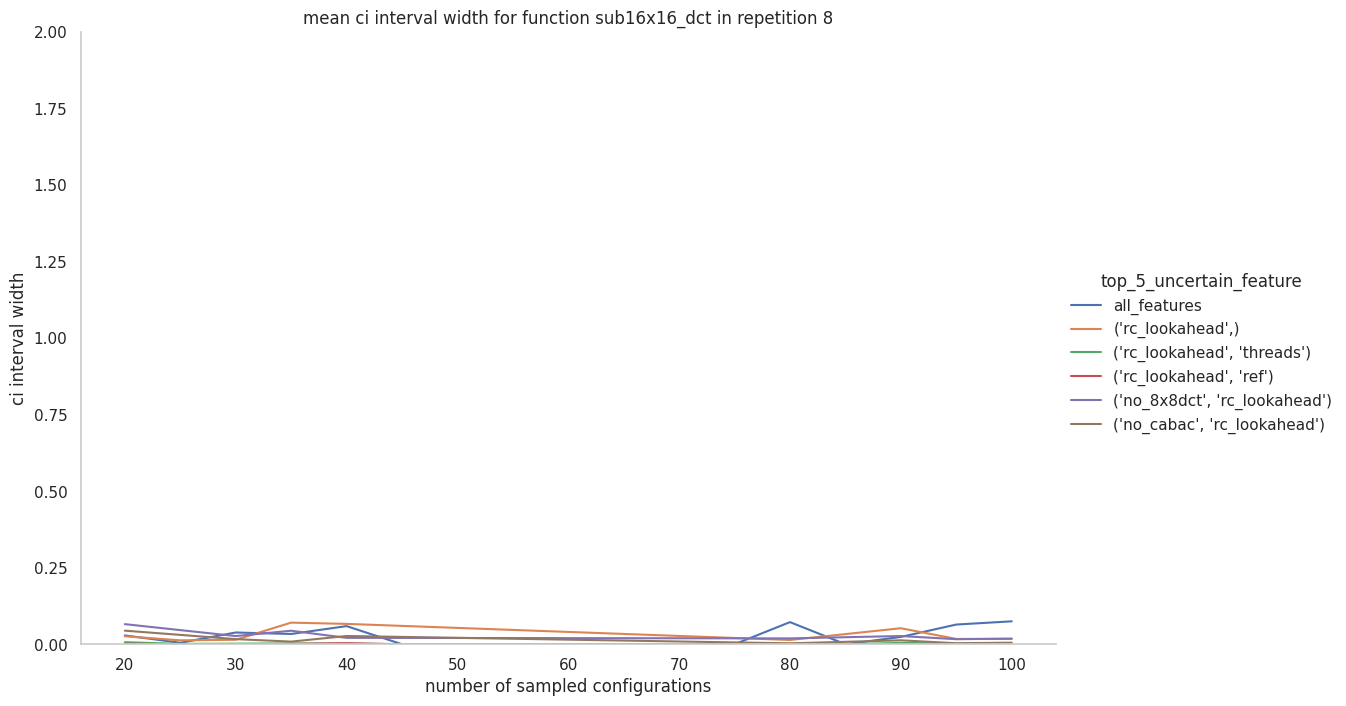 mean ci interval width for function sub16x16_dct in repetition 8
2.00
1.75
1.50
1.25
1.00
0.75
0.50
0.25
0.00
ci interval width
20 30 40 50 60 70 80 90 100
number of sampled configurations
top_5_uncertain_feature
all_features
('rc_lookahead',)
('rc_lookahead', 'threads')
('rc_lookahead', 'ref')
('no_8x8dct', 'rc_lookahead')
('no_cabac', 'rc_lookahead')